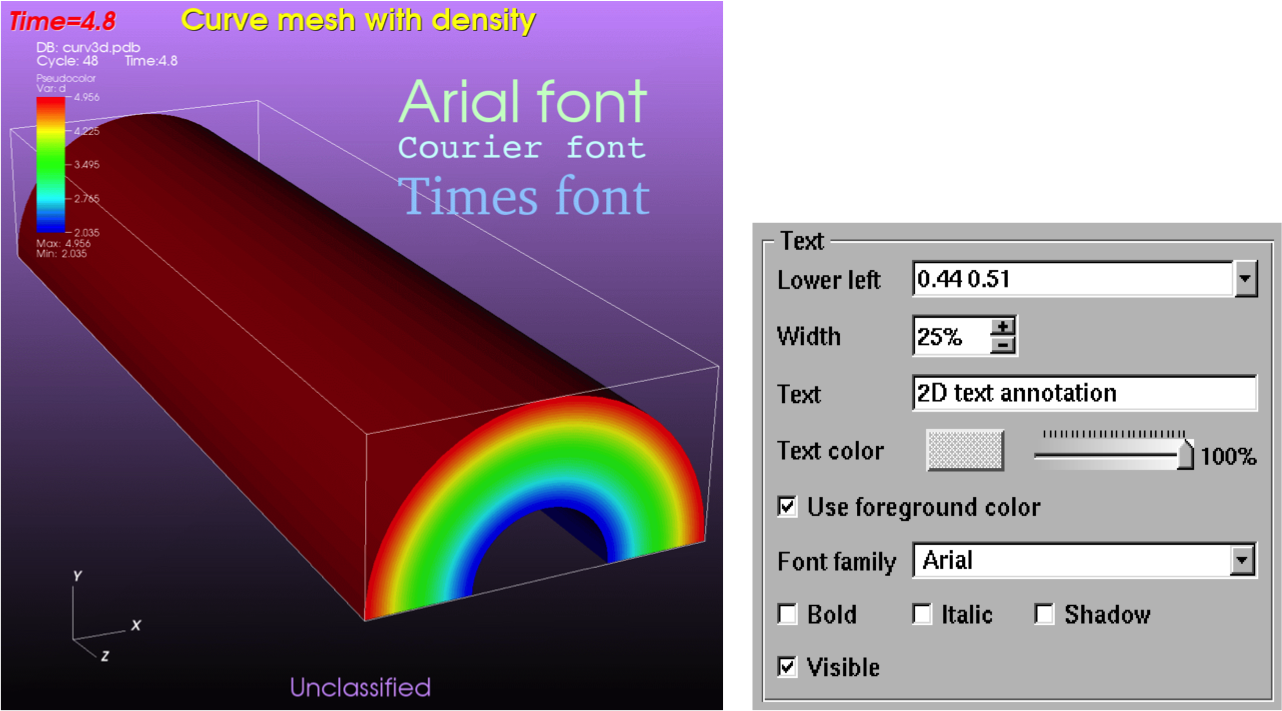 Time=4.8
Curve mesh with density
DB: curv3d.pdb
Cycle: 48 Time:4.8
Pseudocolor
Var: d
4.956
4.225
3.495
2.765
2.035
Max: 4.956
Min: 2.035
Arial font
Courier font
Times font
Y
X
Z
Unclassified
Text
Lower left 0.44 0.51
Width 25% + -
Text 2D text annotation
Text color 100%
Use foreground color
Font family Arial
Bold Italic Shadow
Visible